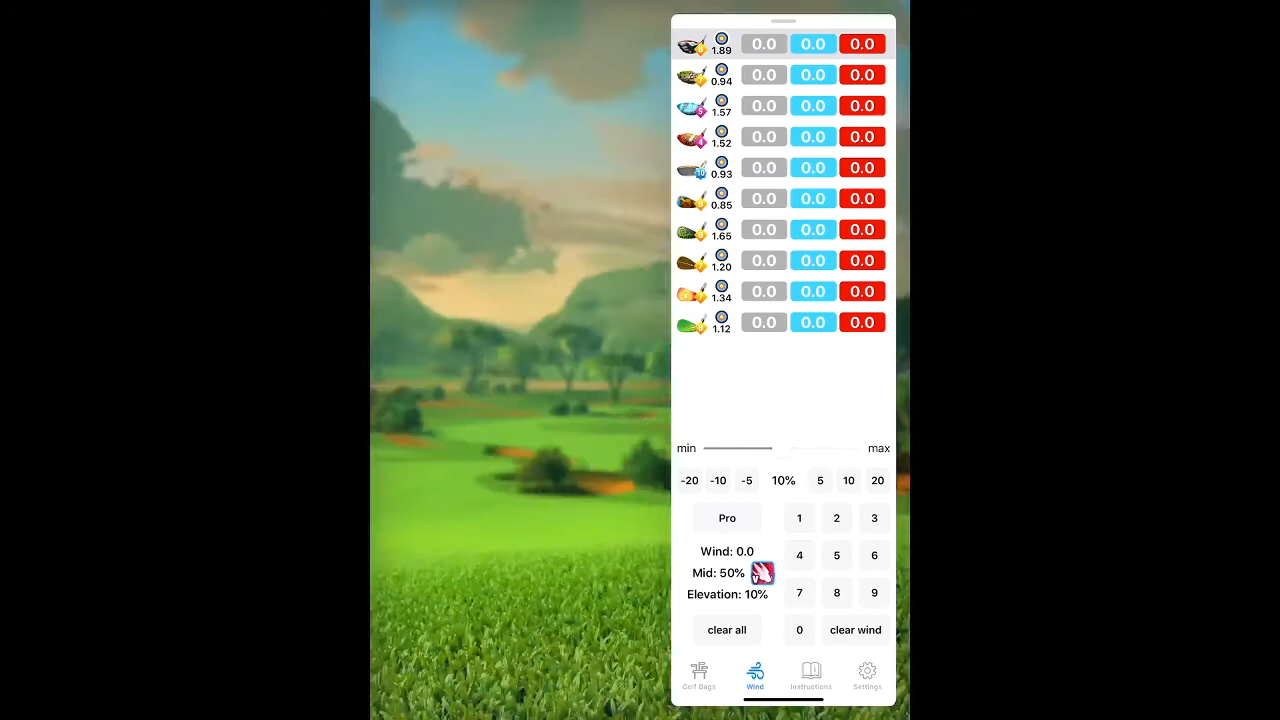 1.89 0.0 0.0 0.0
0.94 0.0 0.0 0.0
1.57 0.0 0.0 0.0
1.52 0.0 0.0 0.0
10 0.93 0.0 0.0 0.0
0.85 0.0 0.0 0.0
1.65 0.0 0.0 0.0
1.20 0.0 0.0 0.0
1.34 0.0 0.0 0.0
1.12 0.0 0.0 0.0
min max
-20 -10 -5 10% 5 10 20
Pro 1 2 3
Wind: 0.0
Mid: 50% 4 5 6
Elevation: 10% 7 8 9
clear all 0 clear wind
Golf Bags Wind Instructions Settings